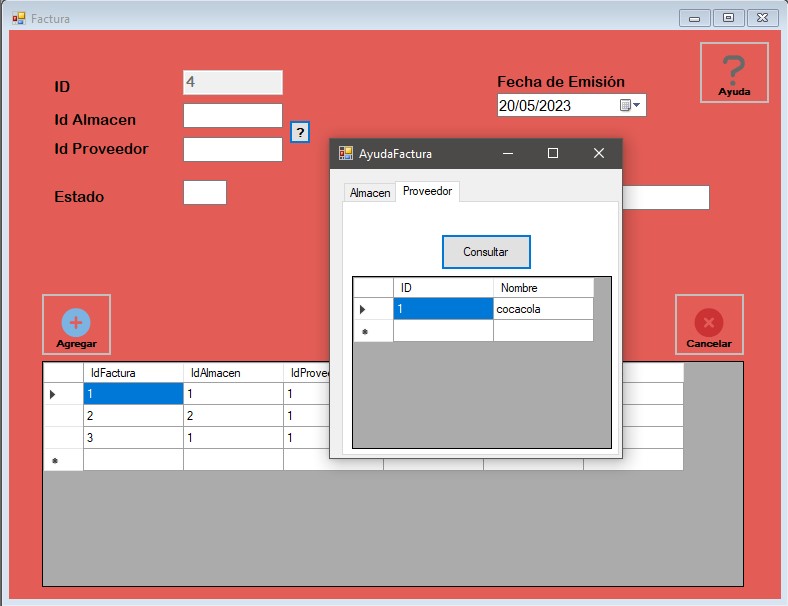 Factura
ID
4
Fecha de Emisión
?
Ayuda
Id Almacen
20/05/2023
?
Id Proveedor
AyudaFactura
Estado
Almacen
Proveedor
Consultar
ID Nombre
1 cocacola
Agregar
Cancelar
IdFactura IdAlmacen IdProvee
1 1 1
2 2 1
3 1 1